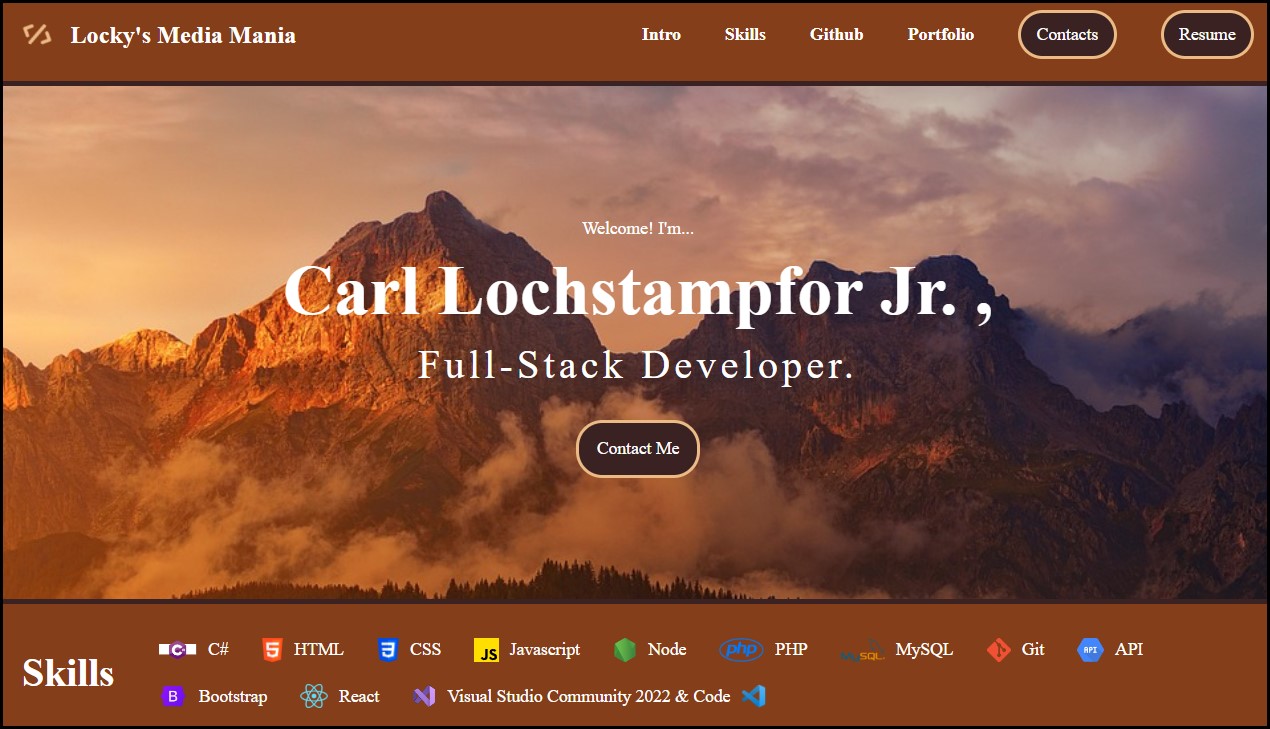 Locky's Media Mania Intro Skills Github Portfolio Contacts Resume
Welcome! I'm...
Carl Lochstampfor Jr. ,
Full-Stack Developer.
Contact Me
Skills
C# HTML CSS JS Javascript Node php PHP MySQL MySQL Git API API
B Bootstrap React Visual Studio Community 2022 & Code